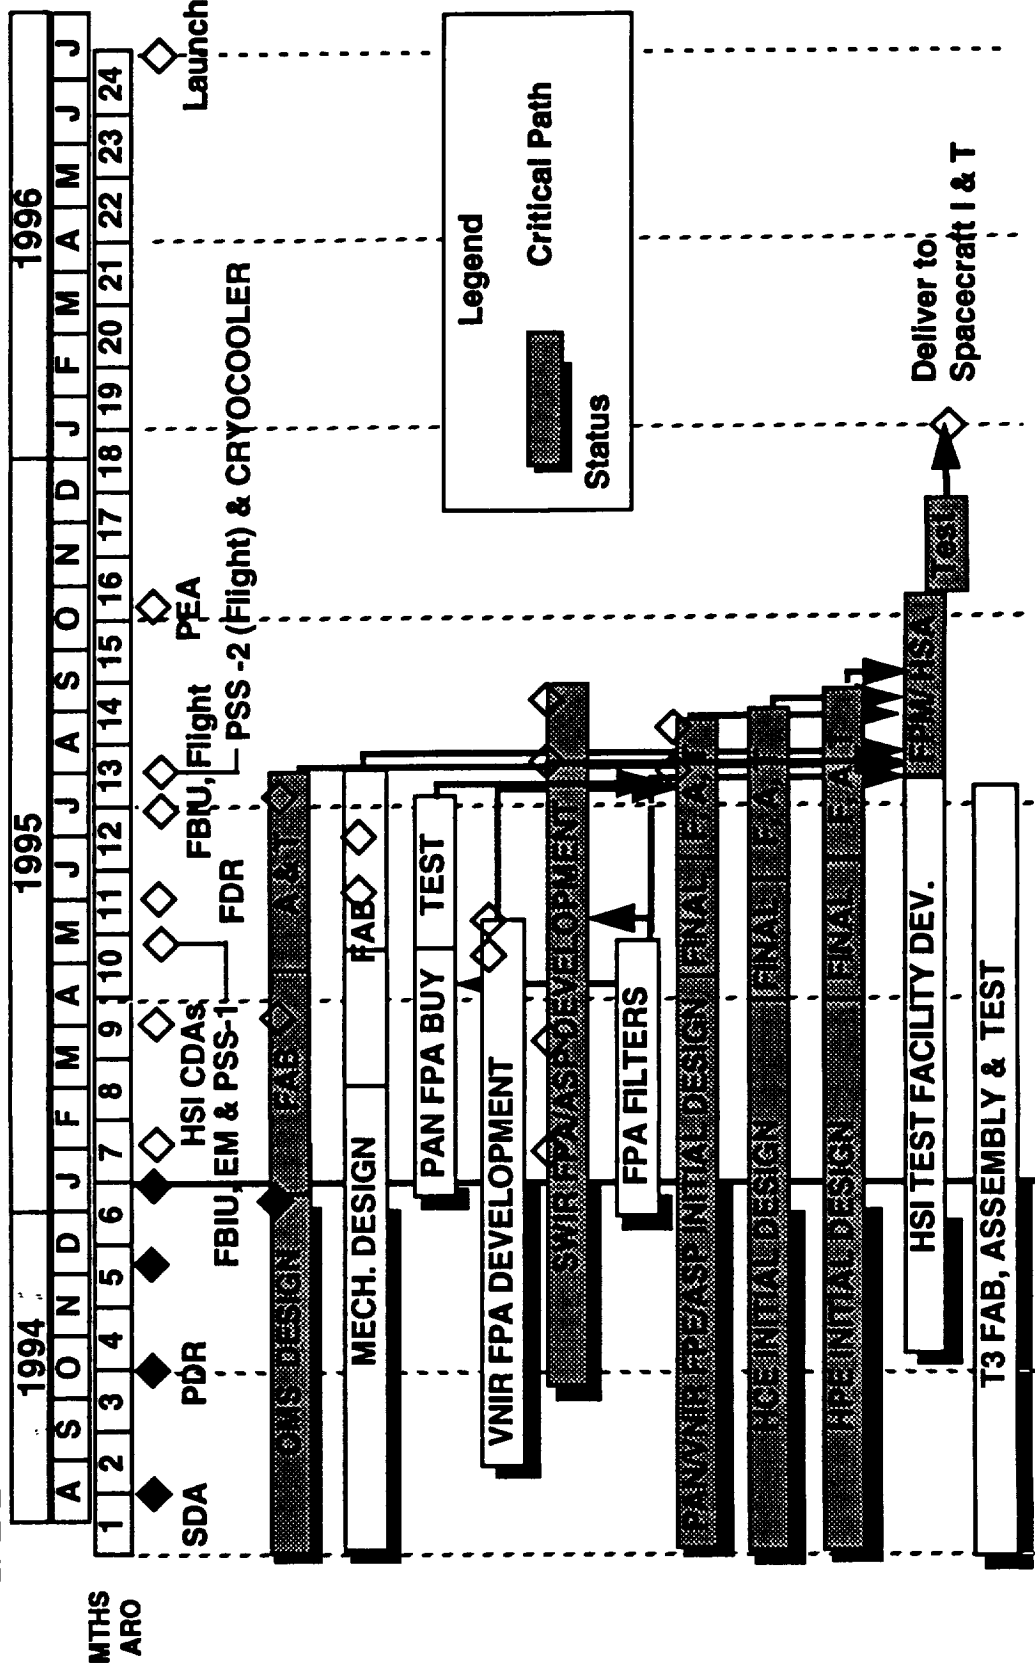 1994 1995 1996
A S O N D J F M A M J J A S O N D J F M A M J J
MTHS
ARO
1 2 3 4 5 6 7 8 9 10 11 12 13 14 15 16 17 18 19 20 21 22 23 24
SDA
PDR
HSI CDAs
FBIU, EM & PSS-1
FDR
FBIU, Flight
PSS -2 (Flight) & CRYOCOOLER
PEA
Launch
OMS DESIGN FAB A & T
MECH. DESIGN FAB
PAN FPA BUY TEST
VNIR FPA DEVELOPMENT
SWIR FPA/ASP DEVELOPMENT
FPA FILTERS
PAN/VNIR FPE/ASP INITIAL DESIGN FINAL F A T
HCE INITIAL DESIGN FINAL F A T
HPE INITIAL DESIGN FINAL F A T
HSI TEST FACILITY DEV.
EPM/HSA
Test
Deliver to
Spacecraft I & T
T3 FAB, ASSEMBLY & TEST
Legend
Critical Path
Status